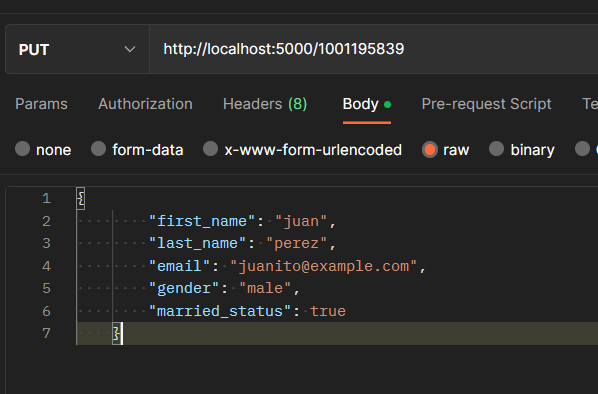 PUT http://localhost:5000/1001195839
Params Authorization Headers (8) Body Pre-request Script Te
none form-data x-www-form-urlencoded raw binary
1 {
2 "first_name": "juan",
3 "last_name": "perez",
4 "email": "juanito@example.com",
5 "gender": "male",
6 "married_status": true
7 }